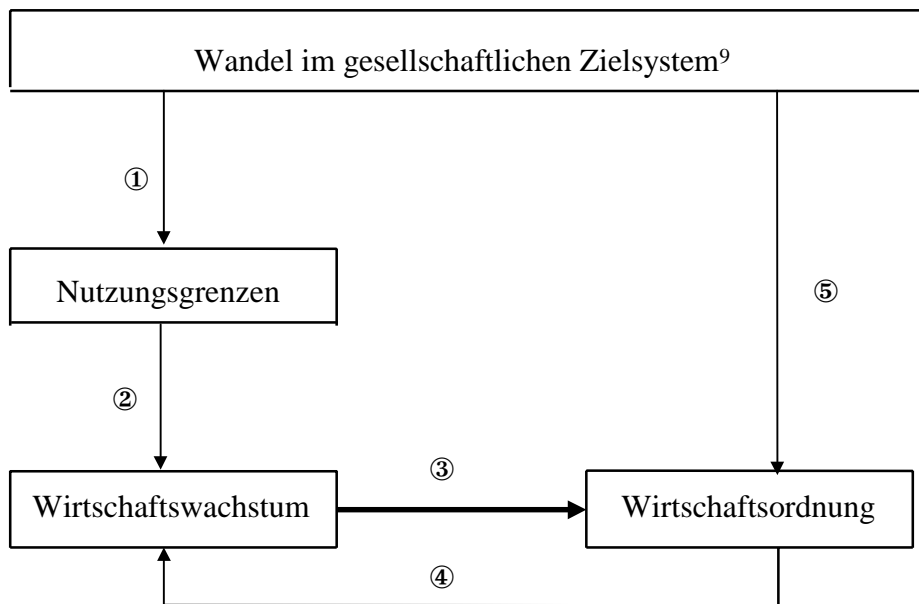 Wandel im gesellschaftlichen Zielsystem⁹
①
Nutzungsgrenzen
⑤
②
③
Wirtschaftswachstum
Wirtschaftsordnung
④